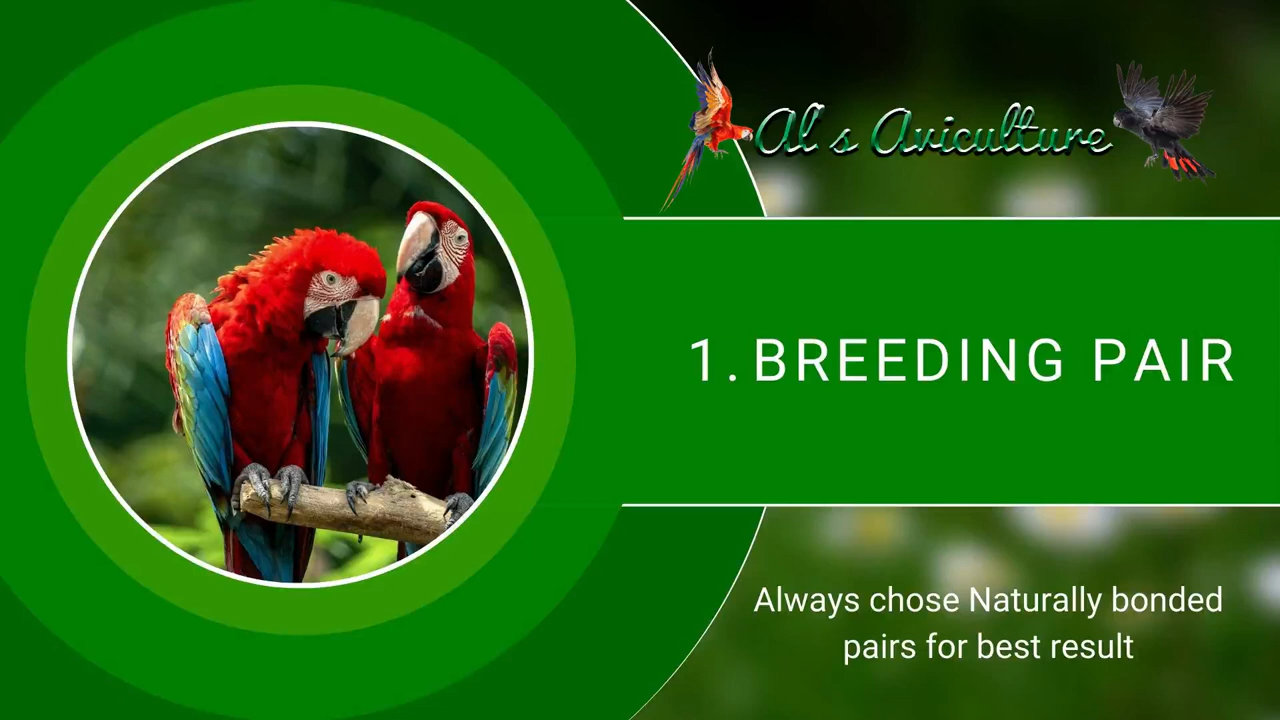 Al's Aviculture
1. BREEDING PAIR
Always chose Naturally bonded
pairs for best result